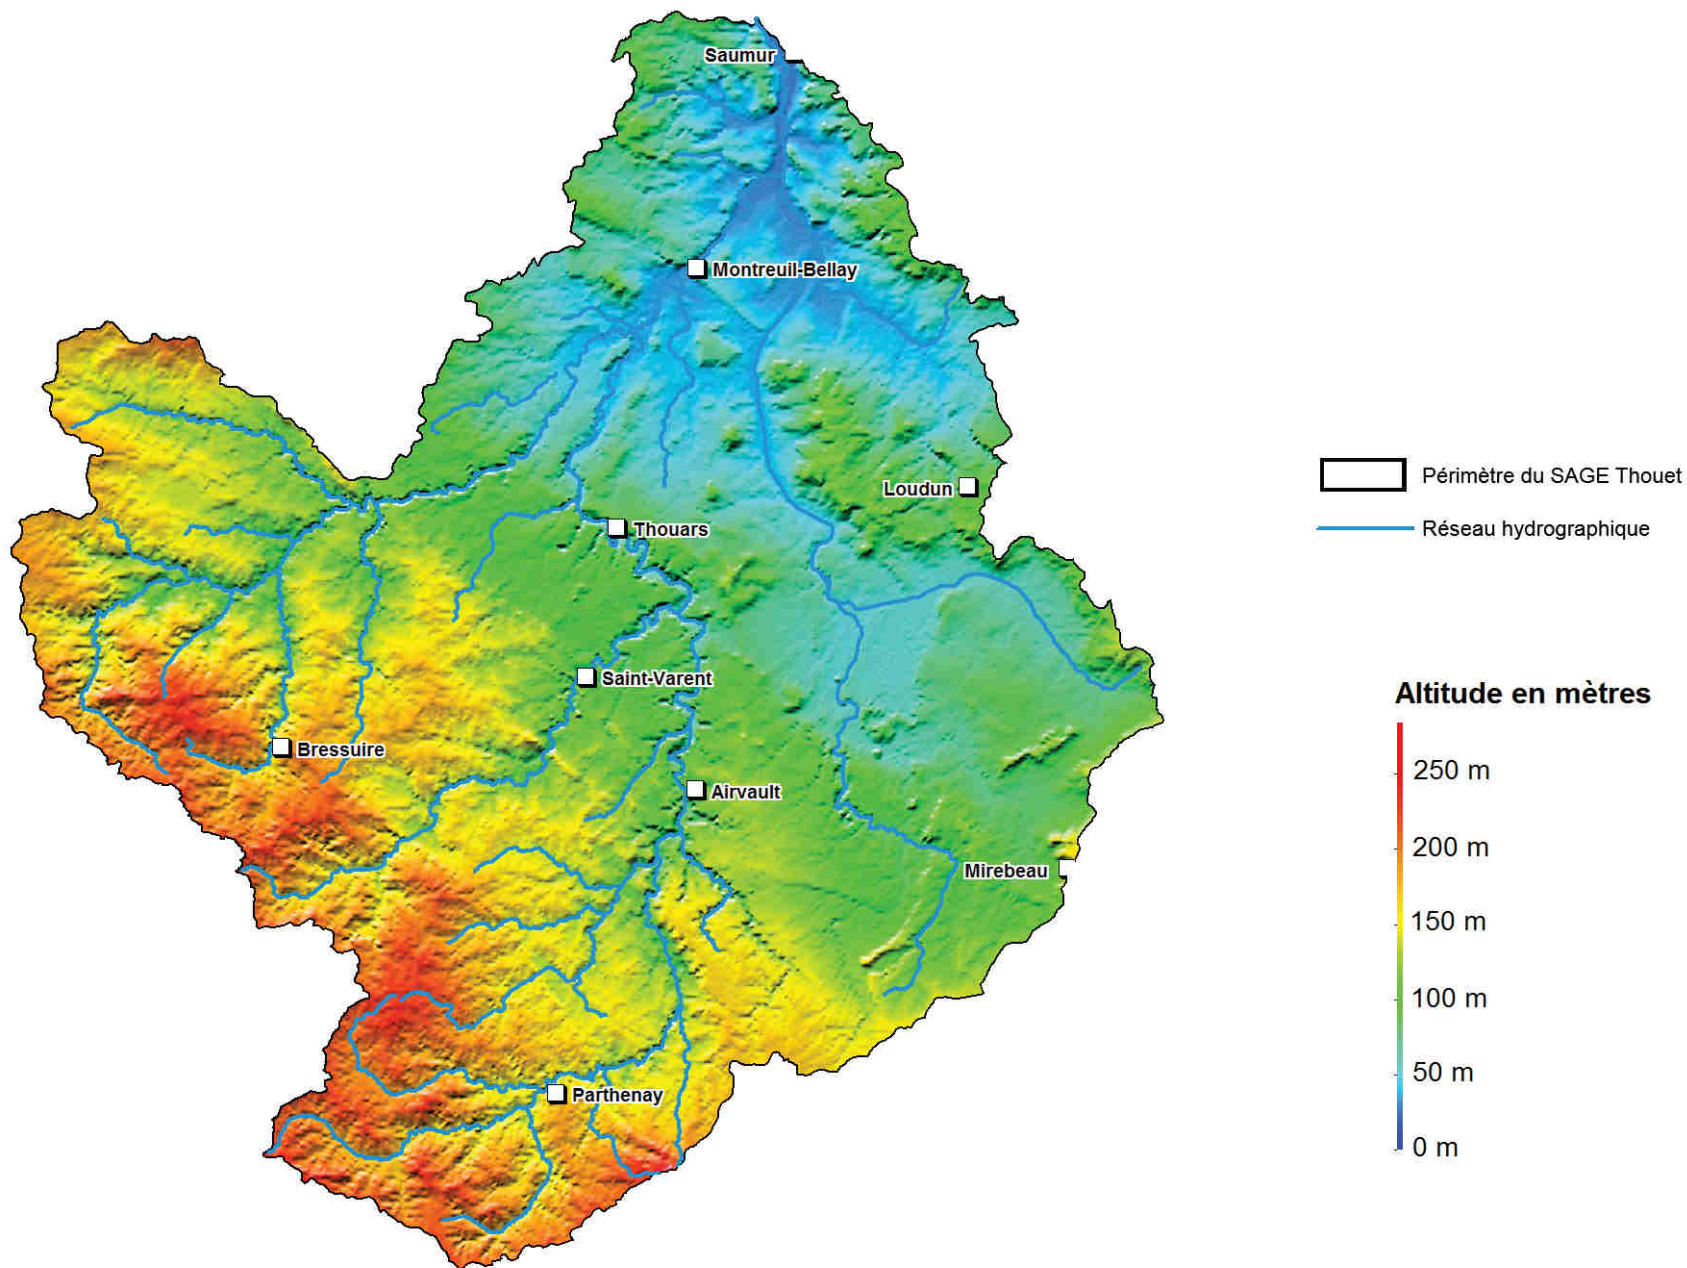 Saumur
Montreuil-Bellay
Loudun
Thouars
Saint-Varent
Bressuire
Airvault
Mirebeau
Parthenay
Périmètre du SAGE Thouet
Réseau hydrographique
Altitude en mètres
250 m
200 m
150 m
100 m
50 m
0 m